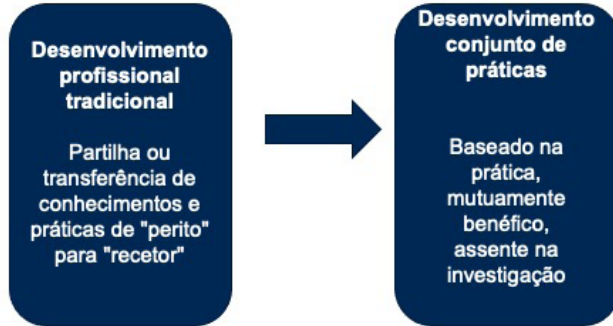 Desenvolvimento
profissional
tradicional
Partilha ou
transferência de
conhecimentos e
práticas de "perito"
para "recetor"
Desenvolvimento
conjunto de
práticas
Baseado na
prática,
mutuamente
benéfico,
assente na
investigação